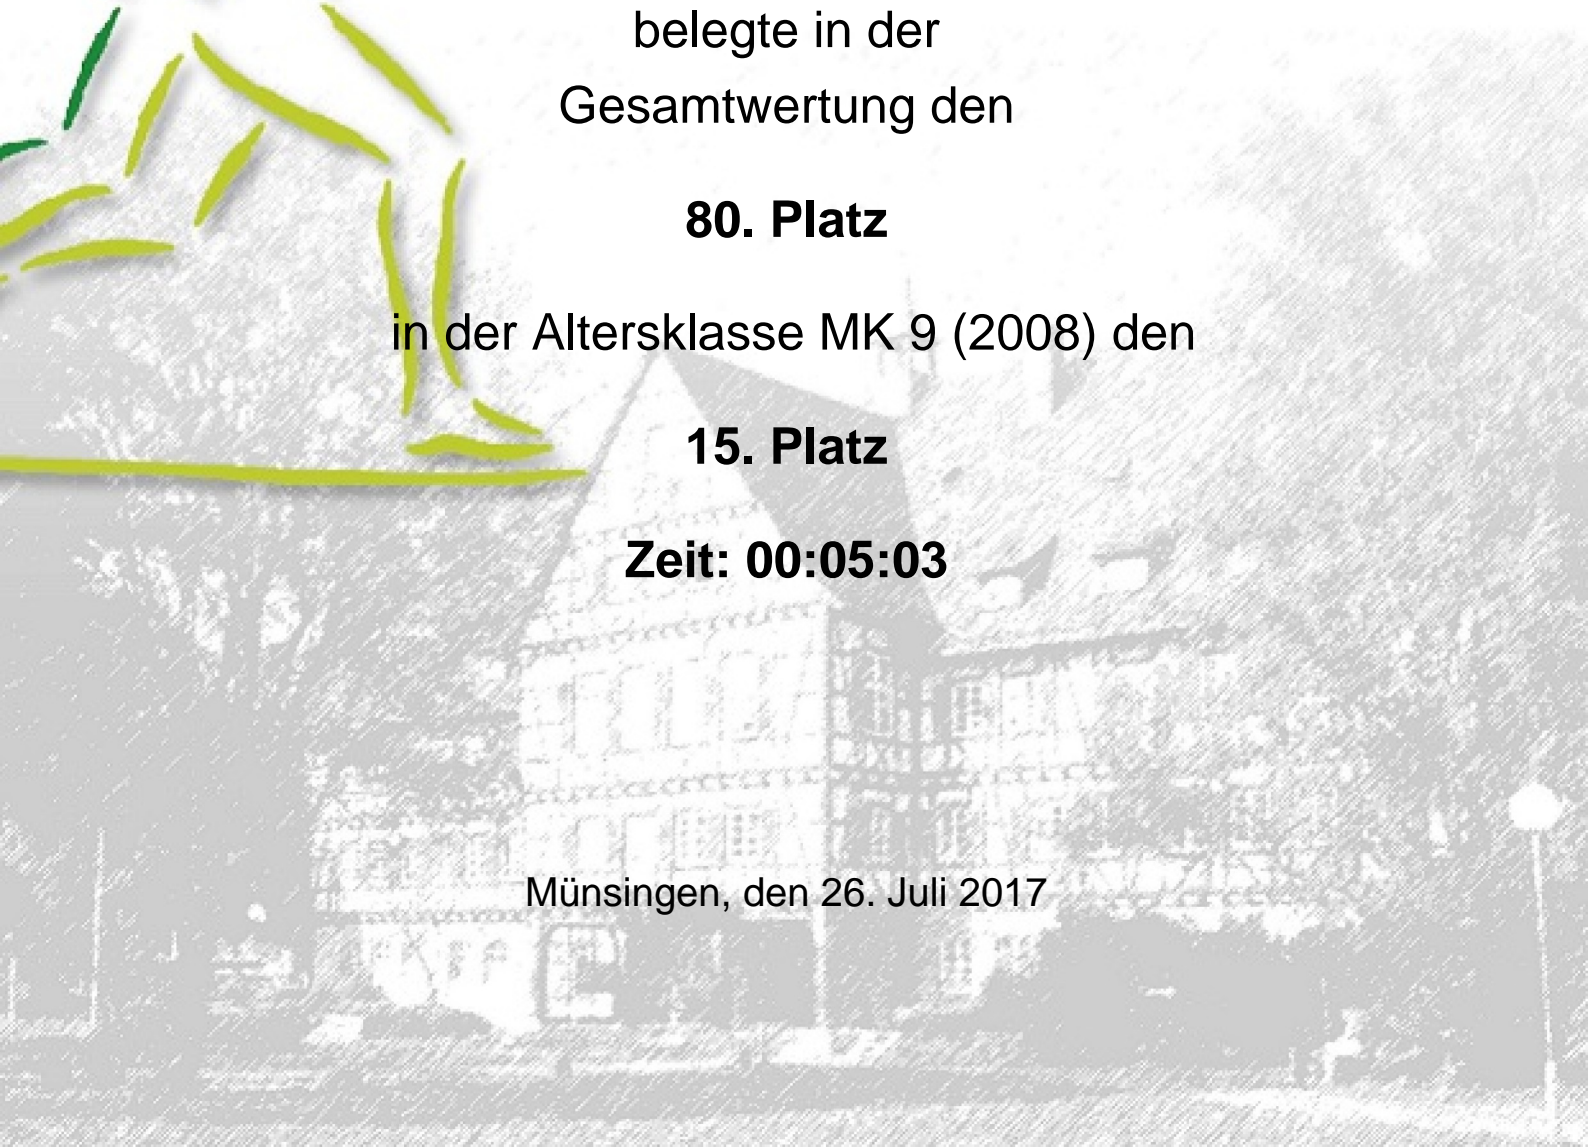 belegte in der
Gesamtwertung den
80. Platz
in der Altersklasse MK 9 (2008) den
15. Platz
Zeit: 00:05:03
Münsingen, den 26. Juli 2017